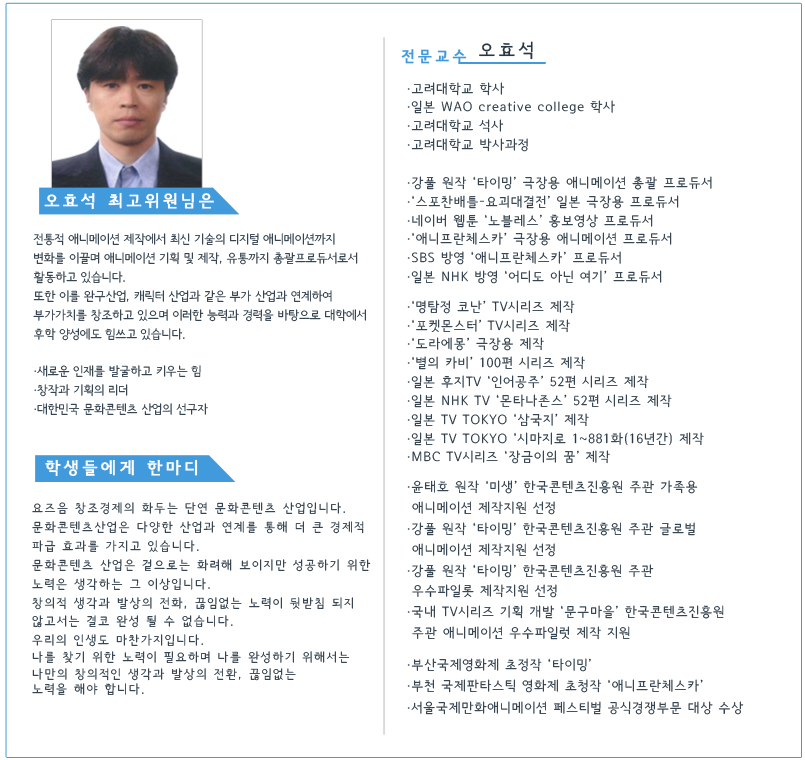 오효석 최고위원님은
전통적 애니메이션 제작에서 최신 기술의 디지털 애니메이션까지
변화를 이끌며 애니메이션 기획 및 제작, 유통까지 총괄프로듀서로서
활동하고 있습니다.
또한 이를 완구산업, 캐릭터 산업과 같은 부가 산업과 연계하여
부가가치를 창조하고 있으며 이러한 능력과 경력을 바탕으로 대학에서
후학 양성에도 힘쓰고 있습니다.
·새로운 인재를 발굴하고 키우는 힘
·창작과 기획의 리더
·대한민국 문화콘텐츠 산업의 선구자
학생들에게 한마디
요즈음 창조경제의 화두는 단연 문화콘텐츠 산업입니다.
문화콘텐츠산업은 다양한 산업과 연계를 통해 더 큰 경제적
파급 효과를 가지고 있습니다.
문화콘텐츠 산업은 겉으로는 화려해 보이지만 성공하기 위한
노력은 생각하는 그 이상입니다.
창의적 생각과 발상의 전화, 끊임없는 노력이 뒷받침 되지
않고서는 결코 완성 될 수 없습니다.
우리의 인생도 마찬가지입니다.
나를 찾기 위한 노력이 필요하며 나를 완성하기 위해서는
나만의 창의적인 생각과 발상의 전환, 끊임없는
노력을 해야 합니다.
전문교수 오효석
·고려대학교 학사
·일본 WAO creative college 학사
·고려대학교 석사
·고려대학교 박사과정
·강풀 원작 '타이밍' 극장용 애니메이션 총괄 프로듀서
·'스포찬배틀-요괴대결전' 일본 극장용 프로듀서
·네이버 웹툰 '노블레스' 홍보영상 프로듀서
·'애니프란체스카' 극장용 애니메이션 프로듀서
·SBS 방영 '애니프란체스카' 프로듀서
·일본 NHK 방영 '어디도 아닌 여기' 프로듀서
·'명탐정 코난' TV시리즈 제작
·'포켓몬스터' TV시리즈 제작
·'도라에몽' 극장용 제작
·'별의 카비' 100편 시리즈 제작
·일본 후지TV '인어공주' 52편 시리즈 제작
·일본 NHK TV '몬타나존스' 52편 시리즈 제작
·일본 TV TOKYO '삼국지' 제작
·일본 TV TOKYO '시마지로 1~881화(16년간) 제작
·MBC TV시리즈 '장금이의 꿈' 제작
·윤태호 원작 '미생' 한국콘텐츠진흥원 주관 가족용
애니메이션 제작지원 선정
·강풀 원작 '타이밍' 한국콘텐츠진흥원 주관 글로벌
애니메이션 제작지원 선정
·강풀 원작 '타이밍' 한국콘텐츠진흥원 주관
우수파일롯 제작지원 선정
·국내 TV시리즈 기획 개발 '문구마을' 한국콘텐츠진흥원
주관 애니메이션 우수파일럿 제작 지원
·부산국제영화제 초정작 '타이밍'
·부천 국제판타스틱 영화제 초청작 '애니프란체스카'
·서울국제만화애니메이션 페스티벌 공식경쟁부문 대상 수상